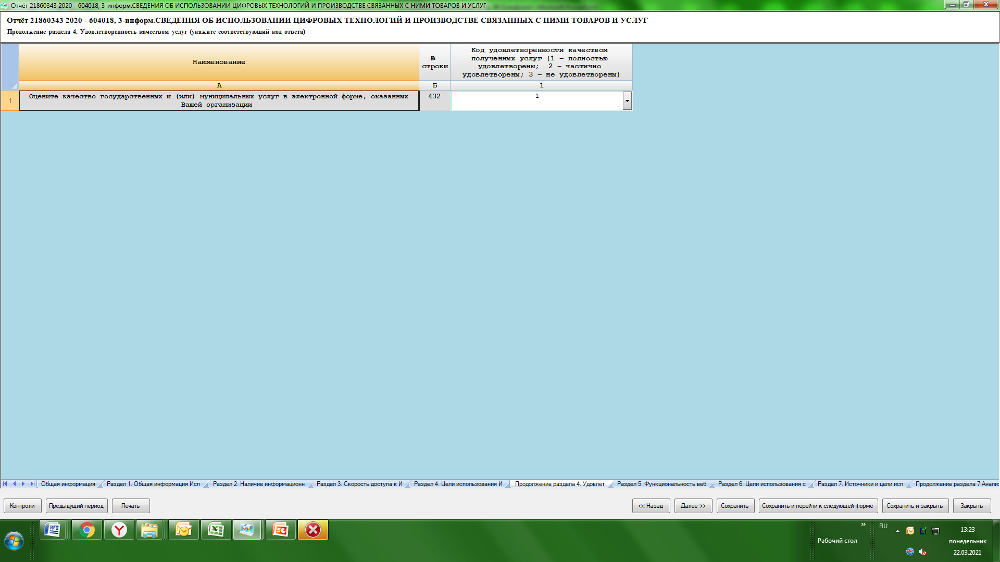 Отчёт 21860343 2020 - 604018, 3-информ.СВЕДЕНИЯ ОБ ИСПОЛЬЗОВАНИИ ЦИФРОВЫХ ТЕХНОЛОГИЙ И ПРОИЗВОДСТВЕ СВЯЗАННЫХ С НИМИ ТОВАРОВ И УСЛУГ
Отчёт 21860343 2020 - 604018, 3-информ.СВЕДЕНИЯ ОБ ИСПОЛЬЗОВАНИИ ЦИФРОВЫХ ТЕХНОЛОГИЙ И ПРОИЗВОДСТВЕ СВЯЗАННЫХ С НИМИ ТОВАРОВ И УСЛУГ
Продолжение раздела 4. Удовлетворенность качеством услуг (укажите соответствующий код ответа)
Наименование
№
строки
Код удовлетворенности качеством
полученных услуг (1 – полностью
удовлетворены; 2 – частично
удовлетворены; 3 – не удовлетворены)
А Б 1
1
Оцените качество государственных и (или) муниципальных услуг в электронной форме, оказанных
Вашей организации
432 1
Общая информация Раздел 1. Общая информация Исп Раздел 2. Наличие информационн Раздел 3. Скорость доступа к И Раздел 4. Цели использования И Продолжение раздела 4. Удовлет Раздел 5. Функциональность веб Раздел 6. Цели использования с Раздел 7. Источники и цели исп Продолжение раздела 7 Анали
Контроли Предыдущий период Печать << Назад Далее >> Сохранить Сохранить и перейти к следующей форме Сохранить и закрыть Закрыть
Рабочий стол
»
RU
13:23
понедельник
22.03.2021